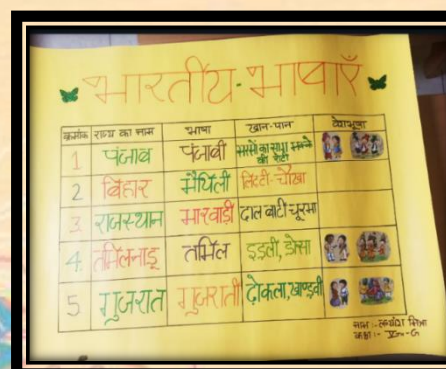 भारतीय-भाषाएँ
क्रमांक राज्य का नाम भाषा खान-पान वेशभूषा
1 पंजाब पंजाबी सरसों का साग मक्के की रोटी
2 बिहार मैथिली लिट्टी-चौखा
3 राजस्थान मारवाड़ी दाल बाटी चूरमा
4. तमिलनाडू तमिल इडली, डोसा
5. गुजरात गुजराती ढ़ोकला, खाण्ड्वी
नाम :-
कक्षा :-